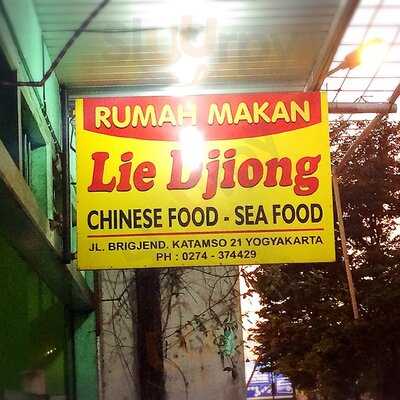 RUMAH MAKAN
Lie Djiong
CHINESE FOOD - SEA FOOD
JL. BRIGJEND. KATAMSO 21 YOGYAKARTA
PH : 0274 - 374429